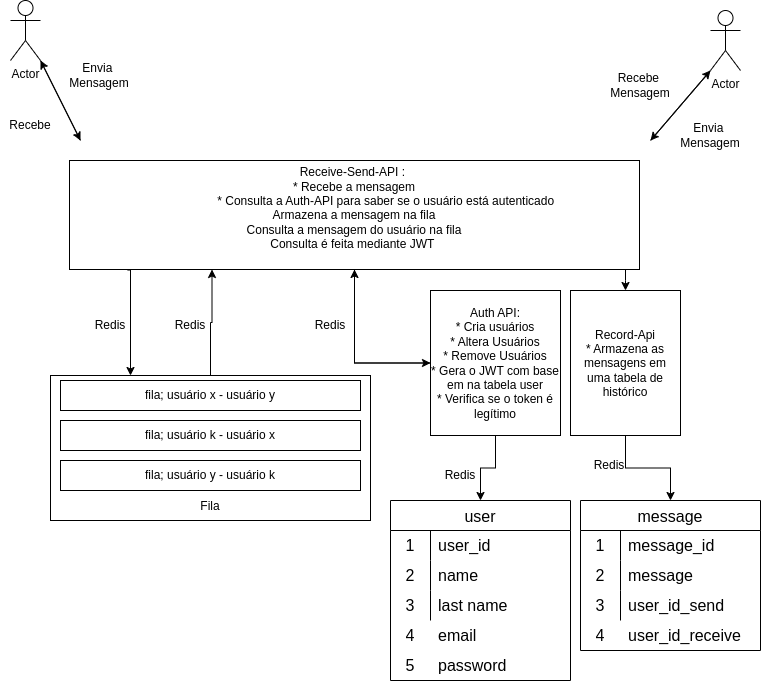 Actor
Envia
Mensagem
Recebe
Recebe
Mensagem
Actor
Envia
Mensagem
Receive-Send-API :
* Recebe a mensagem
* Consulta a Auth-API para saber se o usuário está autenticado
Armazena a mensagem na fila
Consulta a mensagem do usuário na fila
Consulta é feita mediante JWT
Redis
Redis
Redis
Auth API:
* Cria usuários
* Altera Usuários
* Remove Usuários
* Gera o JWT com base
em na tabela user
* Verifica se o token é
legítimo
Record-Api
* Armazena as
mensagens em
uma tabela de
histórico
fila; usuário x - usuário y
fila; usuário k - usuário x
fila; usuário y - usuário k
Fila
Redis
Redis
user
1 user_id
2 name
3 last name
4 email
5 password
message
1 message_id
2 message
3 user_id_send
4 user_id_receive